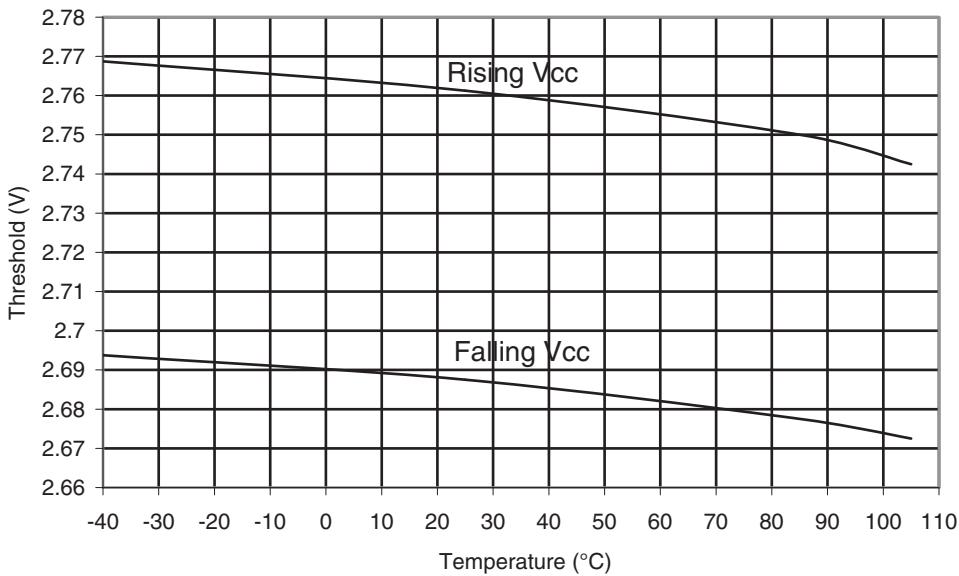 2.78
2.77
2.76
2.75
2.74
2.73
2.72
2.71
2.7
2.69
2.68
2.67
2.66
Threshold (V)
Rising Vcc
Falling Vcc
-40 -30 -20 -10 0 10 20 30 40 50 60 70 80 90 100 110
Temperature (°C)